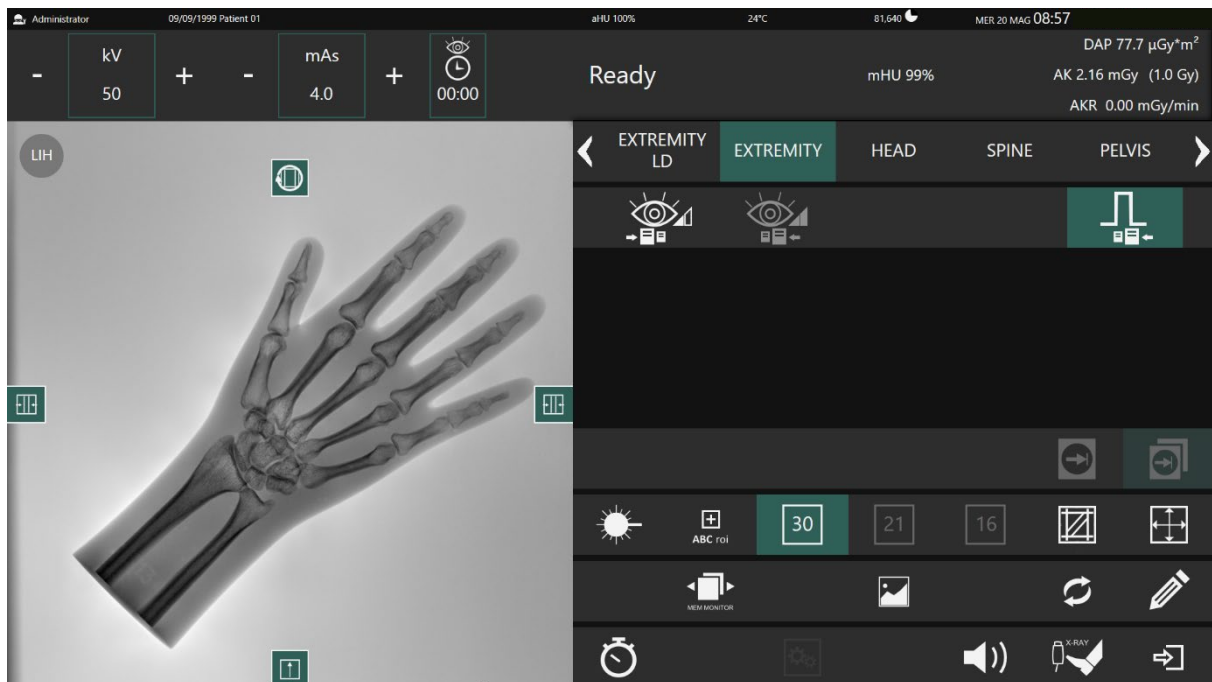 Administrator
09/09/1999 Patient 01
aHU 100%
24°C
81,640
MER 20 MAG 08:57
- kV + - mAs +
50
4.0
00:00
Ready
mHU 99%
DAP 77.7 µGy*m²
AK 2.16 mGy (1.0 Gy)
AKR 0.00 mGy/min
LIH
EXTREMITY
LD
EXTREMITY
HEAD
SPINE
PELVIS
ABC roi
30
21
16
MEM MONITOR
X-RAY